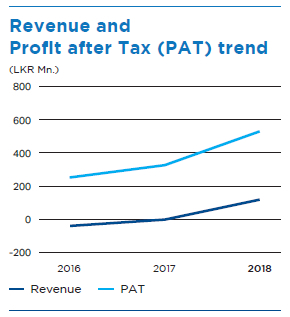 Revenue and
Profit after Tax (PAT) trend
(LKR Mn.)
800
600
400
200
0
-200
2016 2017 2018
Revenue PAT